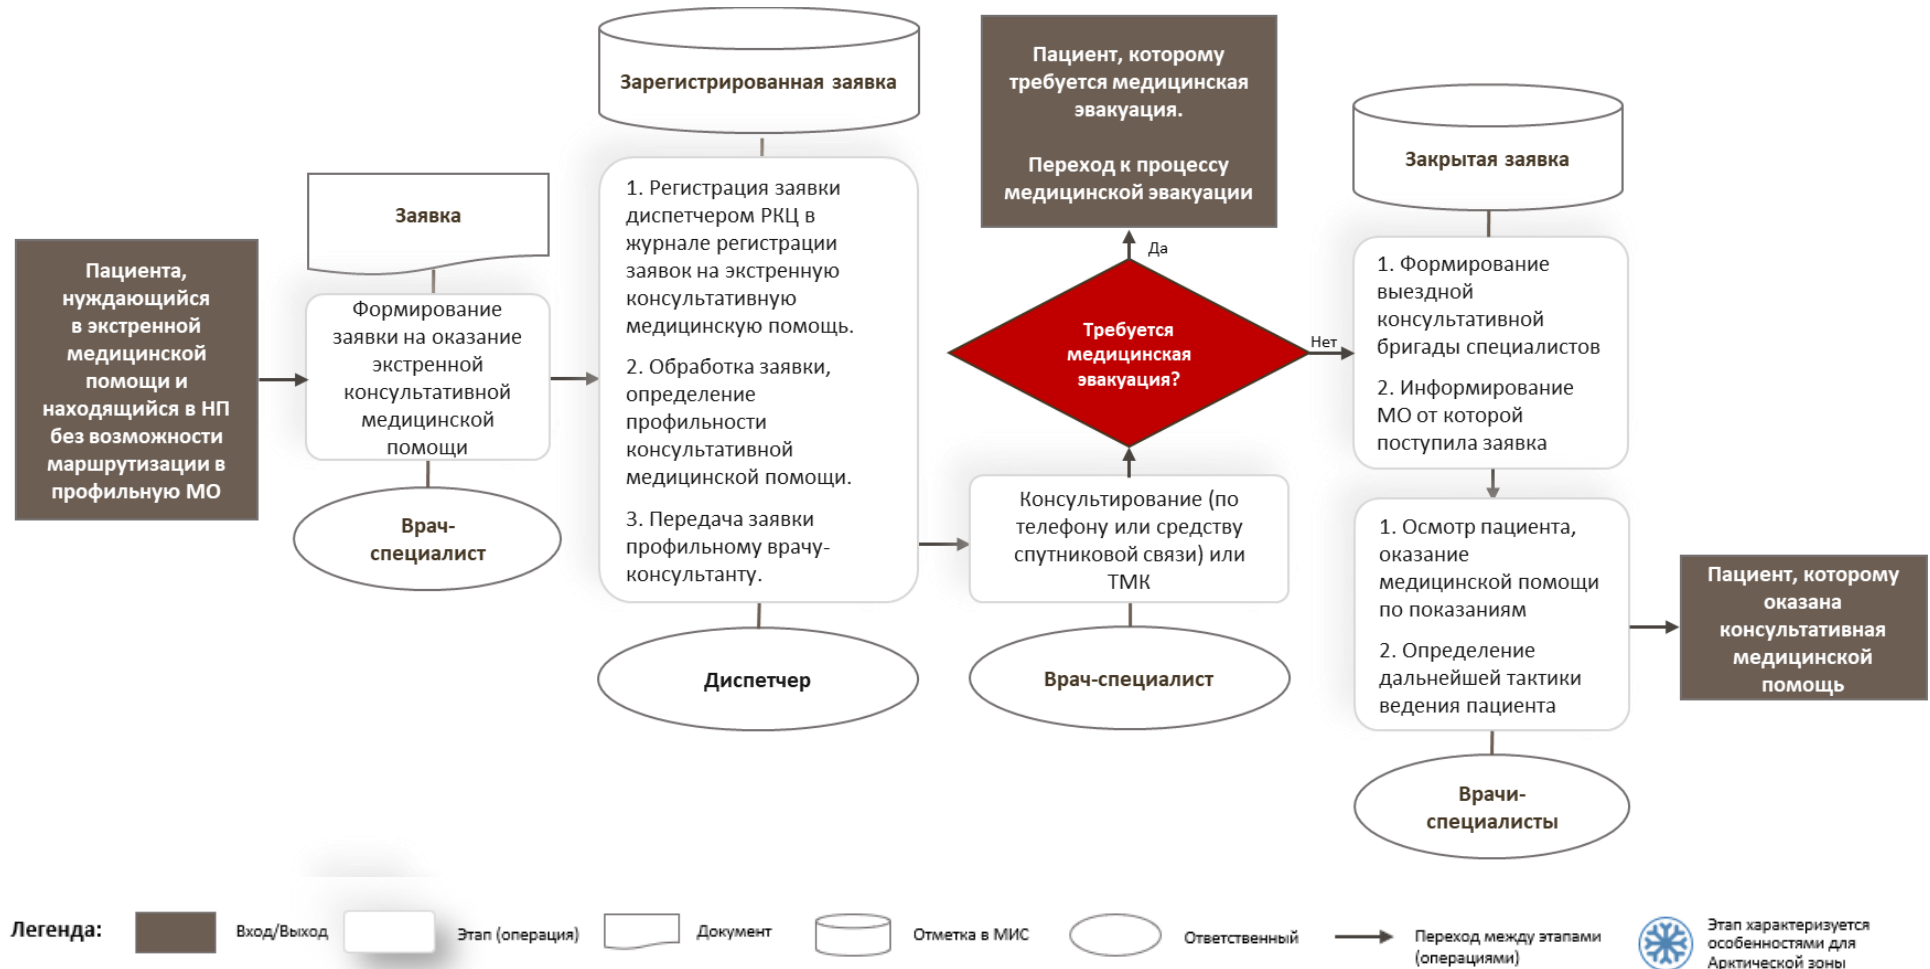 Пациента,
нуждающийся
в экстренной
медицинской
помощи и
находящийся в НП
без возможности
маршрутизации в
профильную МО
Заявка
Формирование
заявки на оказание
экстренной
консультативной
медицинской
помощи
Врач-
специалист
Зарегистрированная заявка
1. Регистрация заявки
диспетчером РКЦ в
журнале регистрации
заявок на экстренную
консультативную
медицинскую помощь.
2. Обработка заявки,
определение
профильности
консультативной
медицинской помощи.
3. Передача заявки
профильному врачу-
консультанту.
Диспетчер
Пациент, которому
требуется медицинская
эвакуация.
Переход к процессу
медицинской эвакуации
Да
Требуется
медицинская
эвакуация?
Нет
Консультирование (по
телефону или средству
спутниковой связи) или
ТМК
Врач-специалист
Закрытая заявка
1. Формирование
выездной
консультативной
бригады специалистов
2. Информирование
МО от которой
поступила заявка
1. Осмотр пациента,
оказание
медицинской помощи
по показаниям
2. Определение
дальнейшей тактики
ведения пациента
Врачи-
специалисты
Пациент, которому
оказана
консультативная
медицинской
помощь
Легенда:
Вход/Выход
Этап (операция)
Документ
Отметка в МИС
Ответственный
Переход между этапами
(операциями)
Этап характеризуется
особенностями для
Арктической зоны